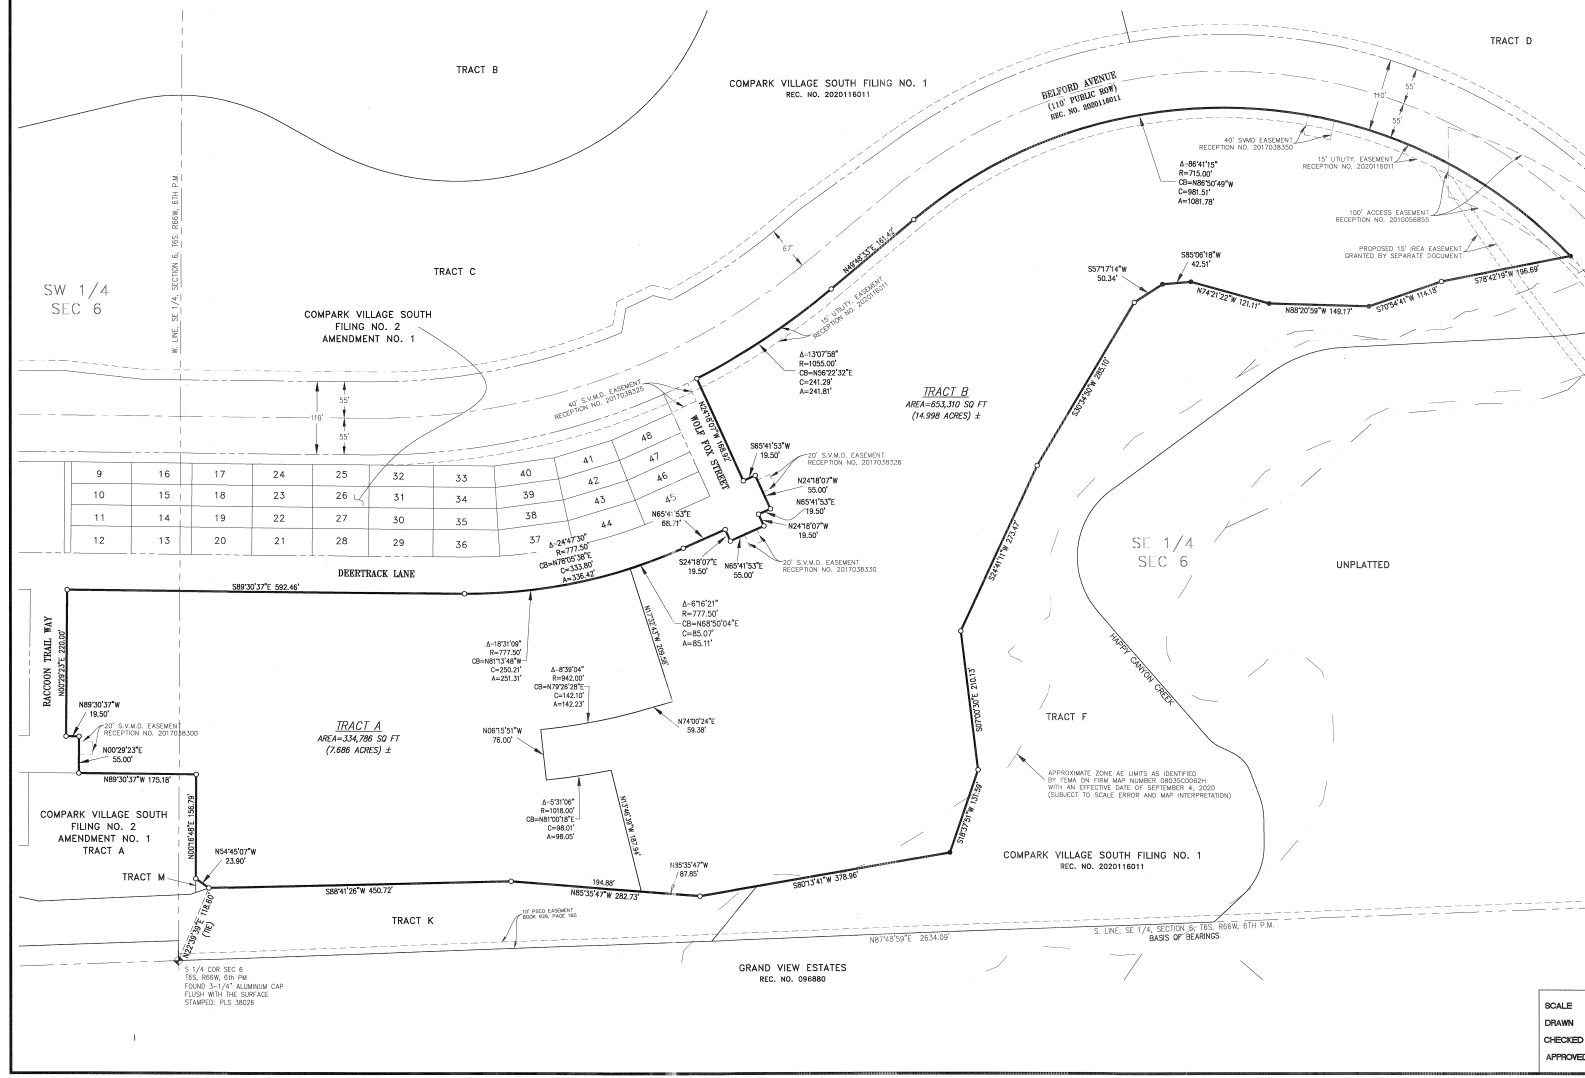 TRACT D
TRACT B
COMPARK VILLAGE SOUTH FILING NO. 1
REC. NO. 2020116011
BELFORD AVENUE
(110' PUBLIC ROW)
REC. NO. 2020116011
110'
55'
55'
40' SVMD EASEMENT
RECEPTION NO. 2017038350
15' UTILITY. EASEMENT
RECEPTION NO. 2020116011
Δ=86°41'15"
R=715.00'
CB=N86°50'49"W
C=981.51'
A=1081.78'
100' ACCESS EASEMENT
RECEPTION NO. 2010056855
PROPOSED 15' IREA EASEMENT
GRANTED BY SEPARATE DOCUMENT
W. LINE, SE 1/4, SECTION 6, T6S, R66W, 6TH P.M.
67'
N49°48'33"E 161.42'
TRACT C
SW 1/4
SEC 6
COMPARK VILLAGE SOUTH
FILING NO. 2
AMENDMENT NO. 1
S57°17'14"W
50.34'
S85°06'18"W
42.51'
N74°21'22"W 121.11'
N88°20'59"W 149.17'
S70°54'41"W 114.18'
S78°42'19"W 196.69'
15' UTILITY. EASEMENT
RECEPTION NO. 2020116011
Δ=13°07'58"
R=1055.00'
CB=N56°22'32"E
C=241.29'
A=241.81'
110'
55'
55'
40' S.V.M.D. EASEMENT
RECEPTION NO. 2017038325
TRACT B
AREA=653,310 SQ FT
(14.998 ACRES) ±
S30°34'50"W 285.10'
N24°18'07"W 168.92'
WOLF FOX STREET
S65°41'53"W
19.50'
20' S.V.M.D. EASEMENT
RECEPTION NO. 2017038326
N24°18'07"W
55.00'
N65°41'53"E
19.50'
N24°18'07"W
19.50'
9 16 17 24 25 32 33 40 41 48
10 15 18 23 26 31 34 39 42 47
11 14 19 22 27 30 35 38 43 46
12 13 20 21 28 29 36 37 44 45
N65°41'53"E
68.71'
S24°18'07"E
19.50'
N65°41'53"E
55.00'
20' S.V.M.D. EASEMENT
RECEPTION NO. 2017038330
Δ=24°47'30"
R=777.50'
CB=N78°05'38"E
C=333.80'
A=336.42'
DEERTRACK LANE
S89°30'37"E 592.46'
S24°41'11"W 273.47'
SE 1/4
SEC 6
UNPLATTED
RACCOON TRAIL WAY
N00°29'23"E 220.00'
Δ=6°16'21"
R=777.50'
CB=N68°50'04"E
C=85.07'
A=85.11'
N17°32'43"W 209.56'
Δ=18°31'09"
R=777.50'
CB=N81°13'48"W
C=250.21'
A=251.31'
Δ=8°39'04"
R=942.00'
CB=N79°26'28"E
C=142.10'
A=142.23'
HAPPY CANYON CREEK
S07°00'30"E 210.13'
N89°30'37"W
19.50'
20' S.V.M.D. EASEMENT
RECEPTION NO. 2017038300
N00°29'23"E
55.00'
TRACT A
AREA=334,786 SQ FT
(7.686 ACRES) ±
N06°15'51"W
76.00'
N74°00'24"E
59.38'
TRACT F
N89°30'37"W 175.18'
APPROXIMATE ZONE AE LIMITS AS IDENTIFIED
BY FEMA ON FIRM MAP NUMBER 08035C0062H
WITH AN EFFECTIVE DATE OF SEPTEMBER 4, 2020
(SUBJECT TO SCALE ERROR AND MAP INTERPRETATION)
COMPARK VILLAGE SOUTH
FILING NO. 2
AMENDMENT NO. 1
TRACT A
N00°16'48"E 156.79'
Δ=5°31'06"
R=1018.00'
CB=N81°00'18"E
C=98.01'
A=98.05'
N13°46'39"W 187.94'
S18°37'51"W 131.59'
N54°45'07"W
23.90'
TRACT M
S88°41'26"W 450.72'
194.88'
N85°35'47"W 282.73'
N85°35'47"W
87.85'
S80°13'41"W 378.96'
COMPARK VILLAGE SOUTH FILING NO. 1
REC. NO. 2020116011
N22°39'39"E 118.60'
(TIE)
TRACT K
10' PSCO EASEMENT
BOOK 926, PAGE 160
N87°48'59"E 2634.09'
S. LINE, SE 1/4, SECTION 6, T6S, R66W, 6TH P.M.
BASIS OF BEARINGS
S 1/4 COR SEC 6
T6S, R66W, 6th PM
FOUND 3-1/4" ALUMINUM CAP
FLUSH WITH THE SURFACE
STAMPED: PLS 38026
GRAND VIEW ESTATES
REC. NO. 096880
SCALE
DRAWN
CHECKED
APPROVED